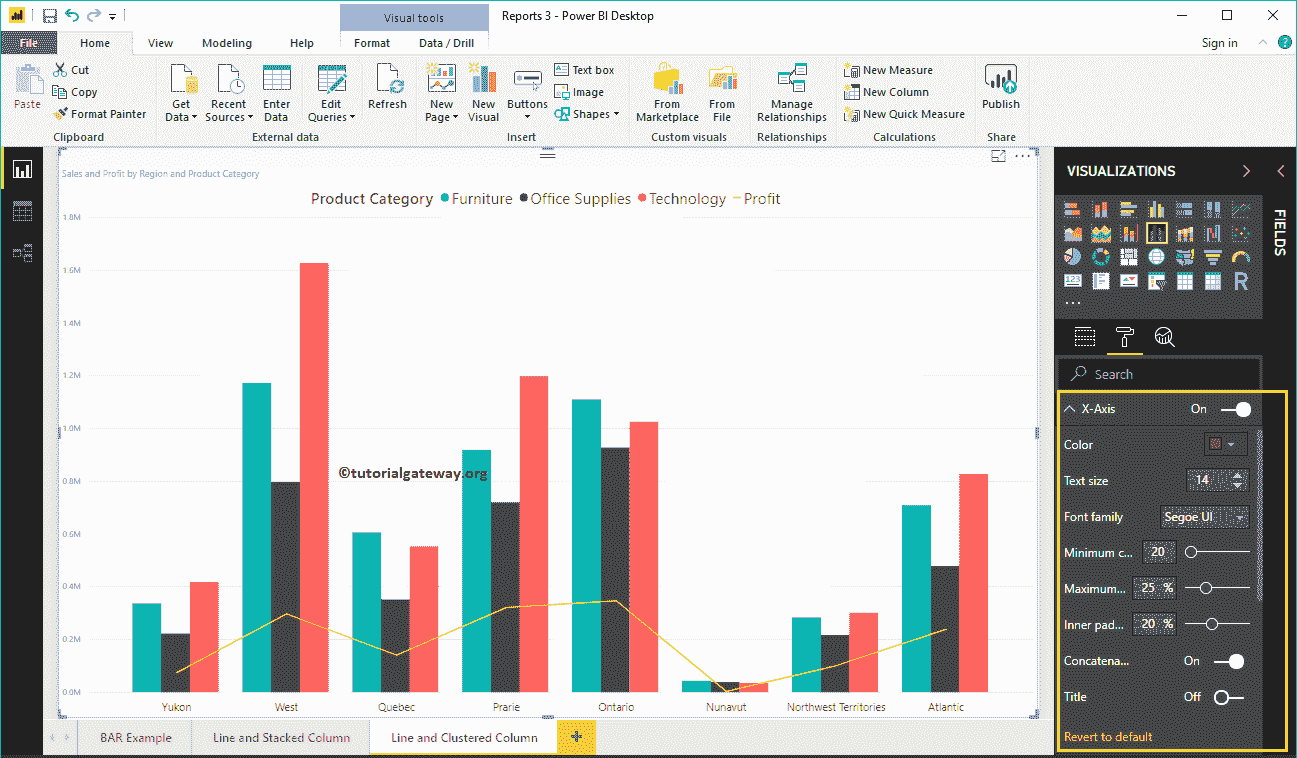 Visual tools
Reports 3 - Power BI Desktop
File
Home
View
Modeling
Help
Format
Data / Drill
Sign in
?
Paste
Cut
Copy
Format Painter
Clipboard
Get Data
Recent Sources
Enter Data
Edit Queries
External data
Refresh
New Page
New Visual
Buttons
Text box
Image
Shapes
Insert
From Marketplace
From File
Custom visuals
Manage Relationships
Relationships
New Measure
New Column
New Quick Measure
Calculations
Publish
Share
Sales and Profit by Region and Product Category
Product Category Furniture Office Supplies Technology Profit
1.8M
1.6M
1.4M
1.2M
1.0M
0.8M
0.6M
0.4M
0.2M
0.0M
©tutorialgateway.org
Yukon West Quebec Prarie Ontario Nunavut Northwest Territories Atlantic
BAR Example
Line and Stacked Column
Line and Clustered Column
VISUALIZATIONS
FIELDS
123
R
Search
X-Axis On
Color
Text size 14
Font family Segoe UI
Minimum c... 20
Maximum... 25 %
Inner pad... 20 %
Concatena... On
Title Off
Revert to default